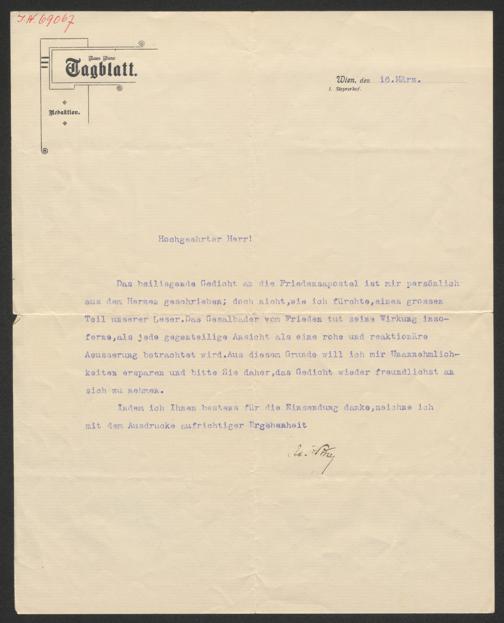 J.N. 69067
Neues Wiener
Tagblatt.
Redaktion.
Wien, den 16.März.
I. Steyrerhof.
Hochgeehrter Herr!
Das beiliegende Gedicht an die Friedensapostel ist mir persönlich
aus dem Herzen geschrieben; doch nicht,wie ich fürchte,einem grossen
Teil unserer Leser.Das Gesalbader vom Frieden tut seine Wirkung inso-
ferne,als jede gegenteilige Ansicht als eine rohe und reaktionäre
Aeusserung betrachtet wird.Aus diesem Grunde will ich mir Unannehmlich-
keiten ersparen und bitte Sie daher,das Gedicht wieder freundlichst an
sich zu nehmen.
Indem ich Ihnen bestens für die Einsendung danke,zeichne ich
mit dem Ausdrucke aufrichtiger Ergebenheit